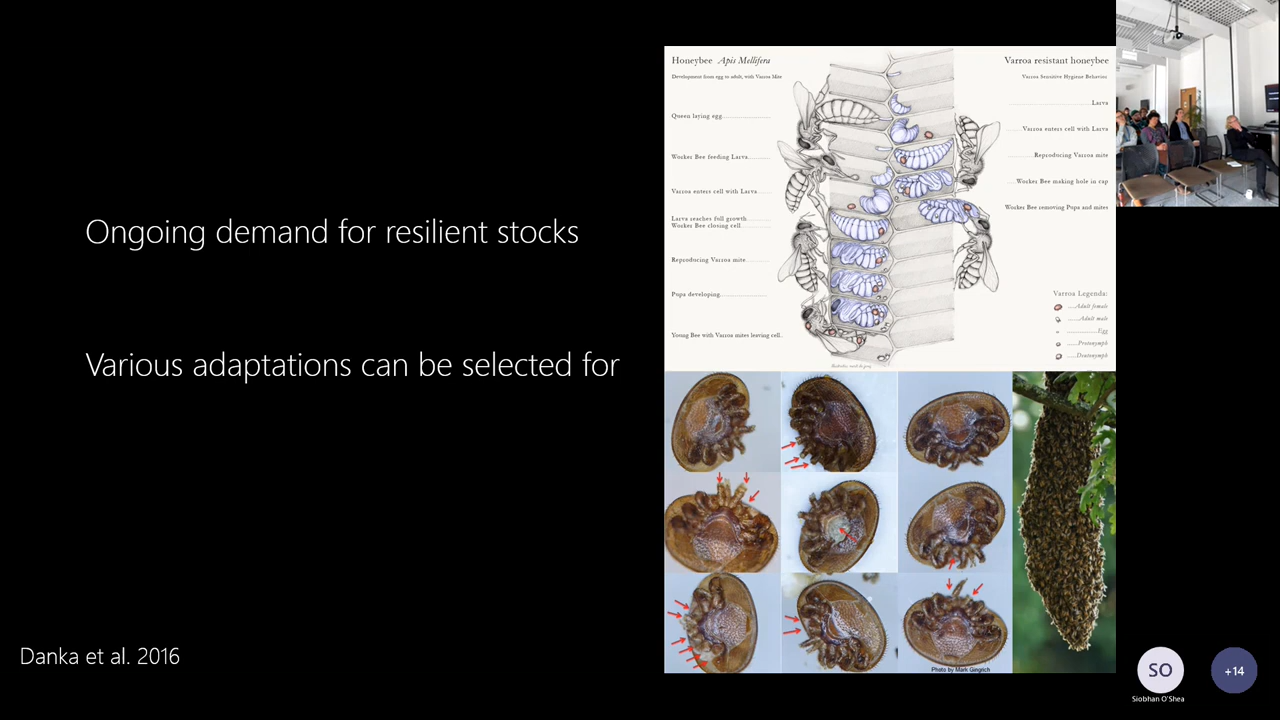 Ongoing demand for resilient stocks
Various adaptations can be selected for
Danka et al. 2016
Honeybee Apis Mellifera
Development from egg to adult, with Varroa Mite
Queen laying egg
Worker Bee feeding Larva
Varroa enters cell with Larva
Larva reaches full growth
Worker Bee closing cell
Reproducing Varroa mite
Pupa developing
Young Bee with Varroa mites leaving cell
Varroa resistant honeybee
Varroa Sensitive Hygiene Behavior
Larva
Varroa enters cell with Larva
Reproducing Varroa mite
Worker Bee making hole in cap
Worker Bee removing Pupa and mites
Varroa Legenda:
Adult female
Adult male
Egg
Protonymph
Deutonymph
Photo by Mark Gingrich
SO
Siobhan O'Shea
+14